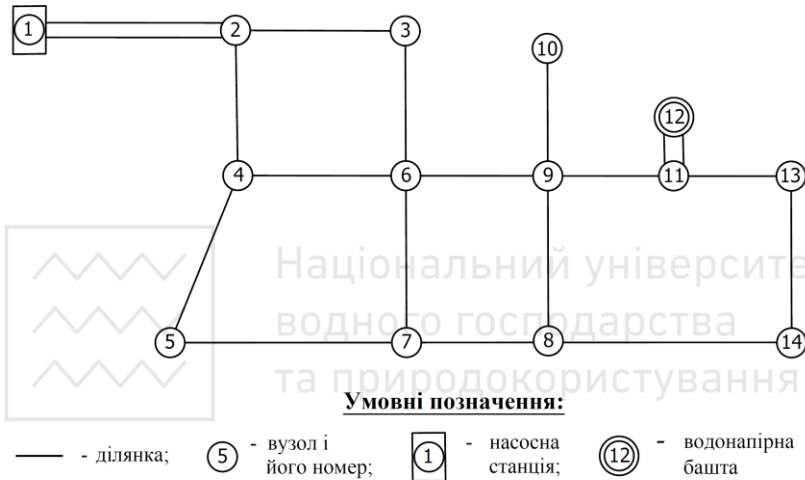 1
2
3
10
12
4
6
9
11
13
Національний університе
водного господарства
5
7
8
14
та природокористування
Умовні позначення:
- ділянка;
5
- вузол і
його номер;
1
- насосна
станція;
12
- водонапірна
башта